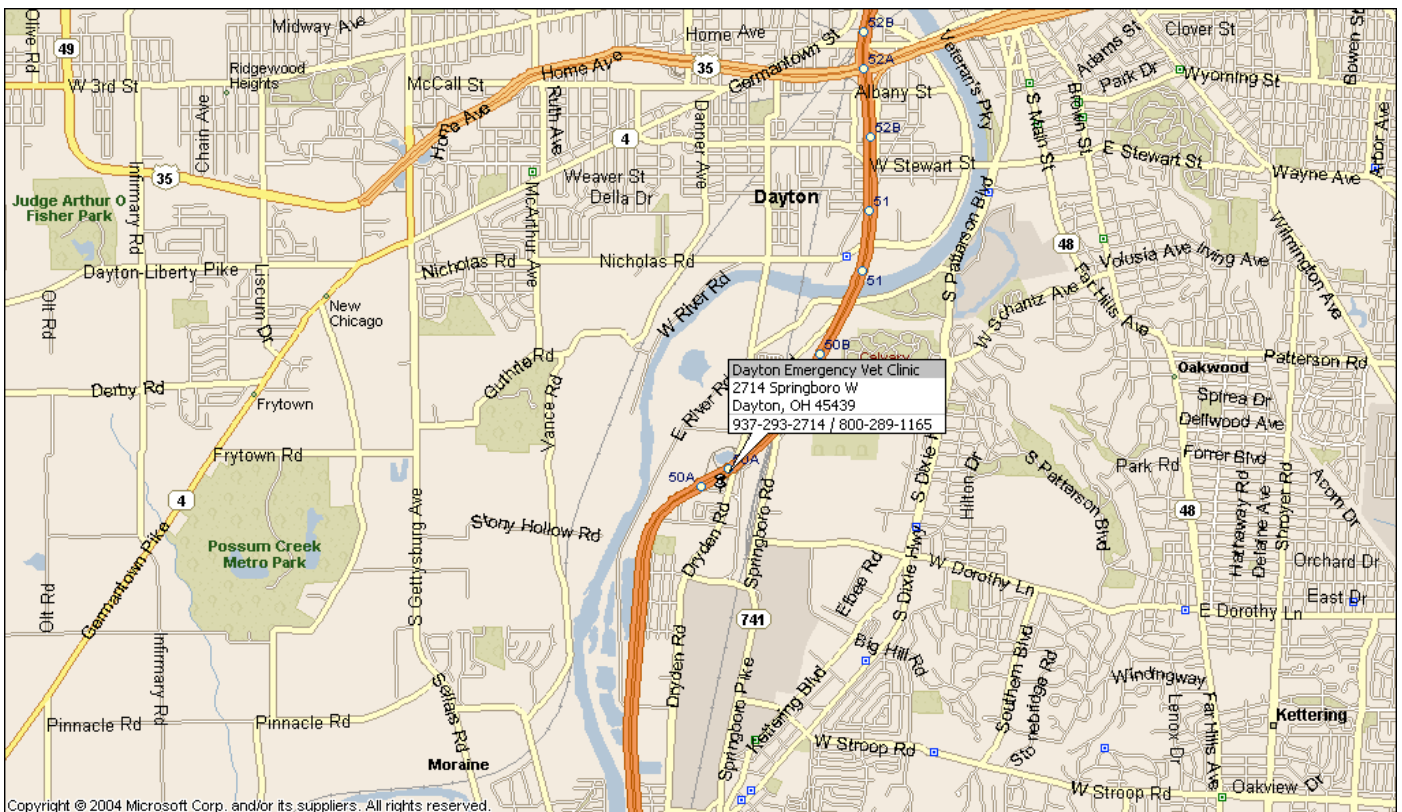 Olive Rd
49
Midway Ave
Home Ave
52B
Clover St
Bowen St
Adams St
Germantown St
Veteran's Pky
35
52A
Ridgewood
Heights
Home Ave
Park Dr
Wyoming St
W 3rd St
McCall St
Albany St
Chain Ave
Ruth Ave
Danner Ave
S Main St
Brown St
Arbor Ave
Home Ave
4
52B
Infirmary Rd
35
Weaver St
W Stewart St
E Stewart St
Wayne Ave
Judge Arthur O
Fisher Park
McArthur Ave
Della Dr
Dayton
51
S Patterson Blvd
Wilmington Ave
48
Dayton-Liberty Pike
Nicholas Rd
Nicholas Rd
51
Volusia Ave
Irving Ave
Far Hills Ave
Olt Rd
Liscum Dr
New
Chicago
W River Rd
W Schantz Ave
50B
Calvary
Patterson Rd
Guthrie Rd
Dayton Emergency Vet Clinic
2714 Springboro W
Dayton, OH 45439
937-293-2714 / 800-289-1165
Oakwood
Derby Rd
Frytown
Vance Rd
E River Rd
Spirea Dr
Dellwood Ave
Frytown Rd
S Dixie H
Hilton Dr
S Patterson Blvd
Park Rd
Forrer Blvd
50A
50A
Acorn Dr
4
S Gettysburg Ave
Stony Hollow Rd
Dryden Rd
Springboro Rd
S Dixie Hwy
48
Hathaway Rd
Delaine Ave
Shroyer Rd
Possum Creek
Metro Park
Germantown Pike
Elbee Rd
W Dorothy Ln
Orchard Dr
East Dr
Olt Rd
E Dorothy Ln
741
Infirmary Rd
Dryden Rd
Big Hill Rd
Southern Blvd
Stonebridge Rd
Windingway
Lenox Dr
Far Hills Ave
Sellars Rd
Springboro Pike
Kettering Blvd
Kettering
Pinnacle Rd
Pinnacle Rd
W Stroop Rd
Moraine
W Stroop Rd
Oakview Dr
Copyright © 2004 Microsoft Corp. and/or its suppliers. All rights reserved.